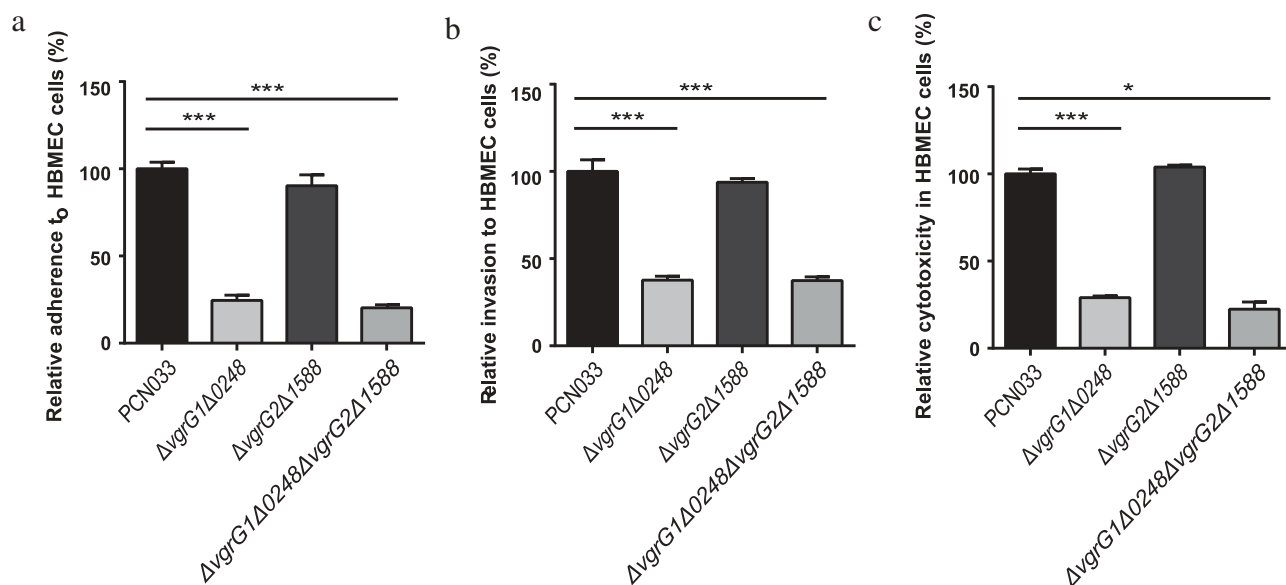 a
Relative adherence to HBMEC cells (%)
150
100
50
0
***
***
PCN033
ΔvgrG1Δ0248
ΔvgrG2Δ1588
ΔvgrG1Δ0248ΔvgrG2Δ1588
b
Relative invasion to HBMEC cells (%)
150
100
50
0
***
***
PCN033
ΔvgrG1Δ0248
ΔvgrG2Δ1588
ΔvgrG1Δ0248ΔvgrG2Δ1588
c
Relative cytotoxicity in HBMEC cells (%)
150
100
50
0
*
***
PCN033
ΔvgrG1Δ0248
ΔvgrG2Δ1588
ΔvgrG1Δ0248ΔvgrG2Δ1588